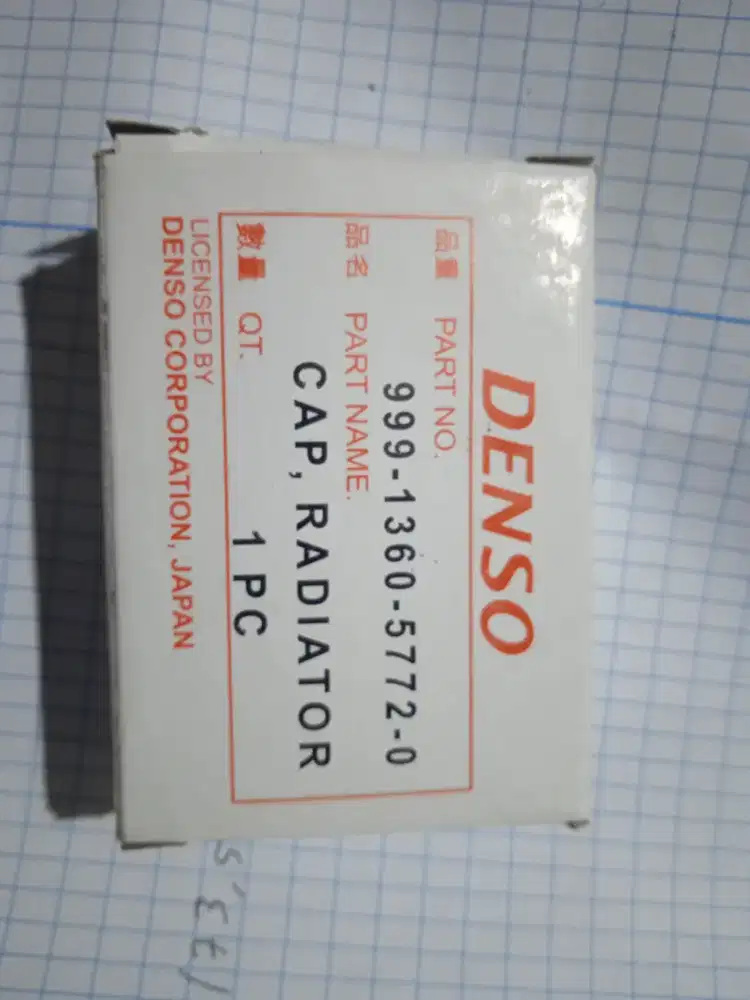 DENSO
品番 PART NO.
999-1360-5772-0
品名 PART NAME.
CAP, RADIATOR
數量 QT. 1 PC
LICENSED BY
DENSO CORPORATION, JAPAN